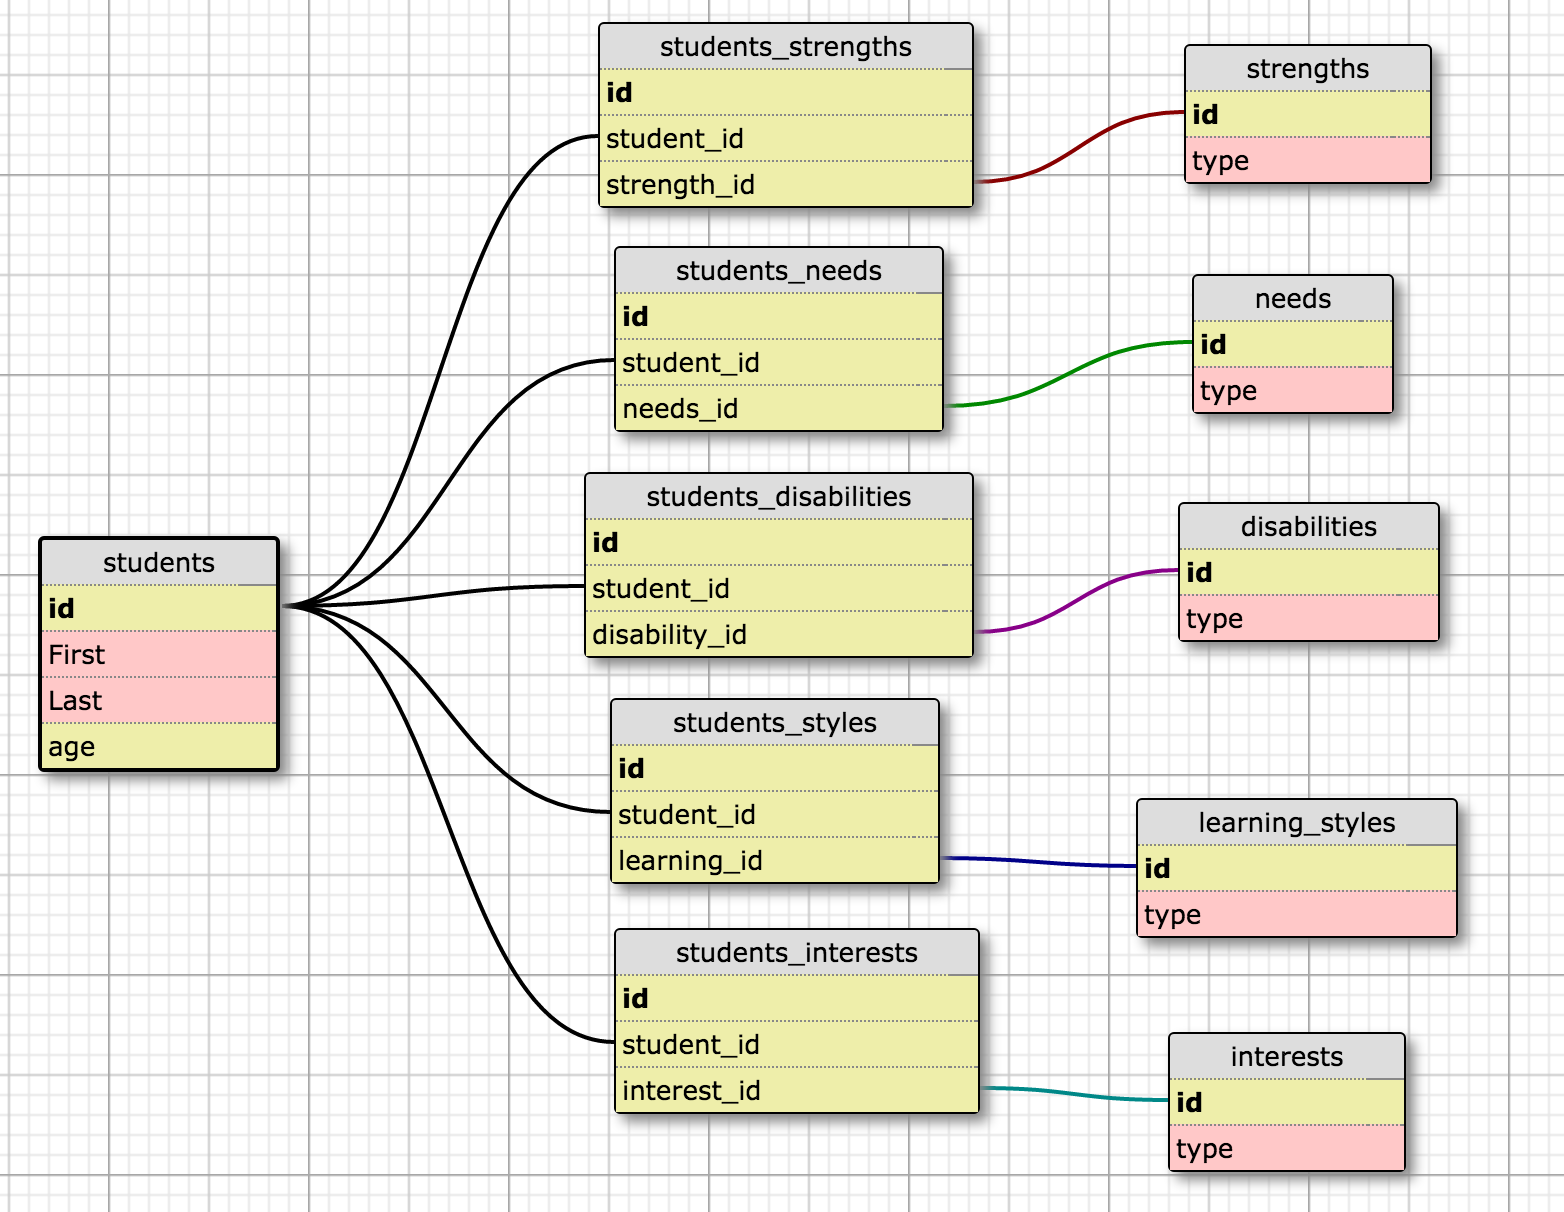 students_strengths
id
student_id
strength_id
strengths
id
type
students_needs
id
student_id
needs_id
needs
id
type
students_disabilities
id
student_id
disability_id
disabilities
id
type
students
id
First
Last
age
students_styles
id
student_id
learning_id
learning_styles
id
type
students_interests
id
student_id
interest_id
interests
id
type